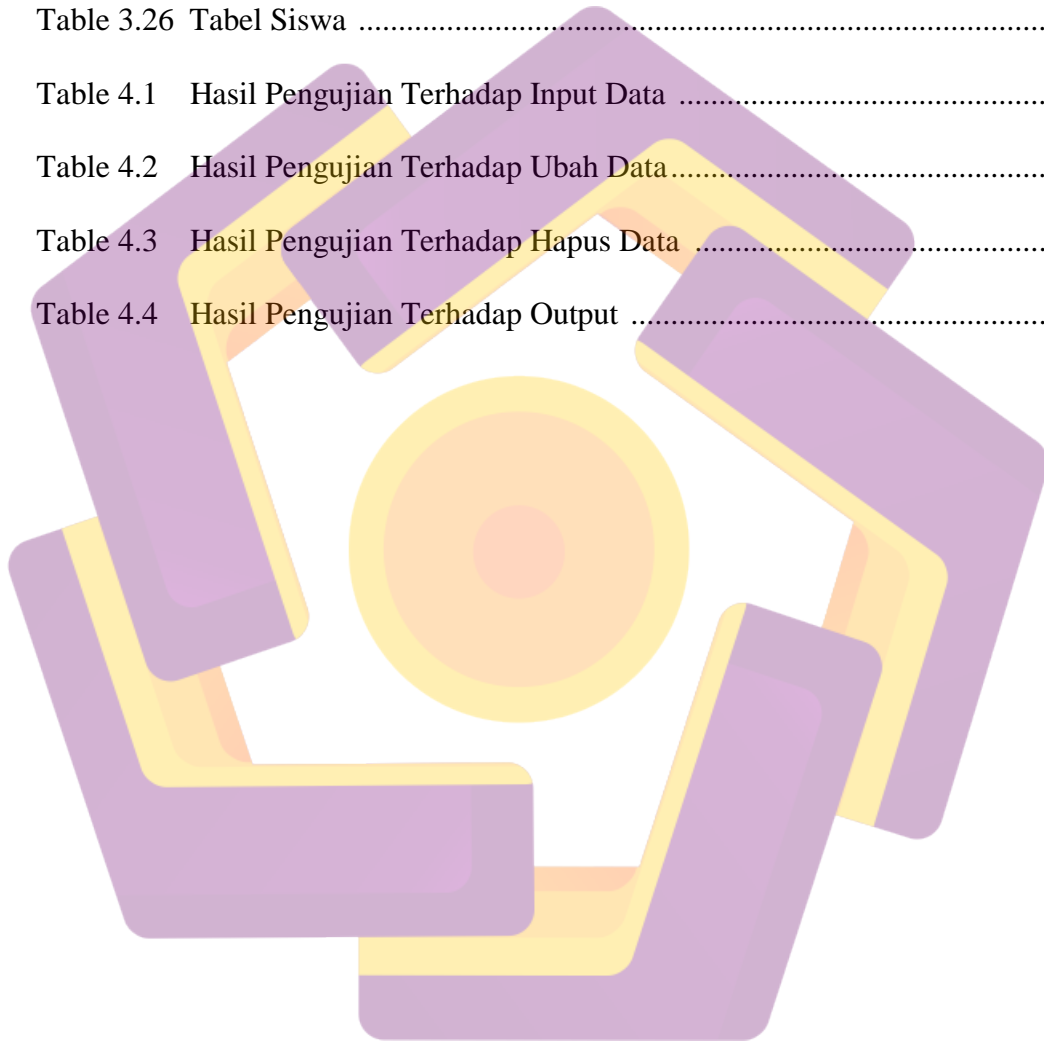 Table 3.26 Tabel Siswa ....................................................................................
Table 4.1 Hasil Pengujian Terhadap Input Data ..............................................
Table 4.2 Hasil Pengujian Terhadap Ubah Data...............................................
Table 4.3 Hasil Pengujian Terhadap Hapus Data ............................................
Table 4.4 Hasil Pengujian Terhadap Output ....................................................